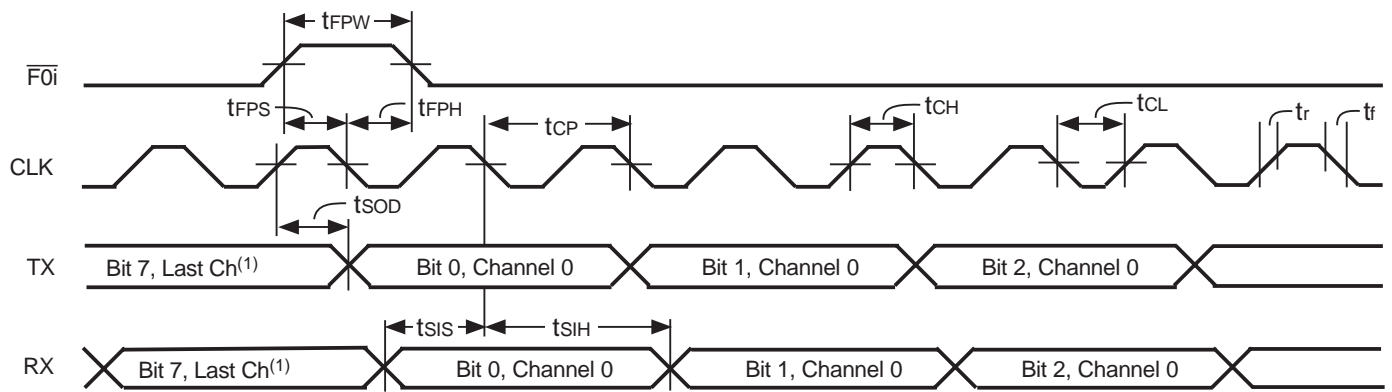 tFPW
F0i
tFPS tFPH tCP tCH tCL tr tf
CLK
tSOD
TX Bit 7, Last Ch(1) Bit 0, Channel 0 Bit 1, Channel 0 Bit 2, Channel 0
tSIS tSIH
RX Bit 7, Last Ch(1) Bit 0, Channel 0 Bit 1, Channel 0 Bit 2, Channel 0